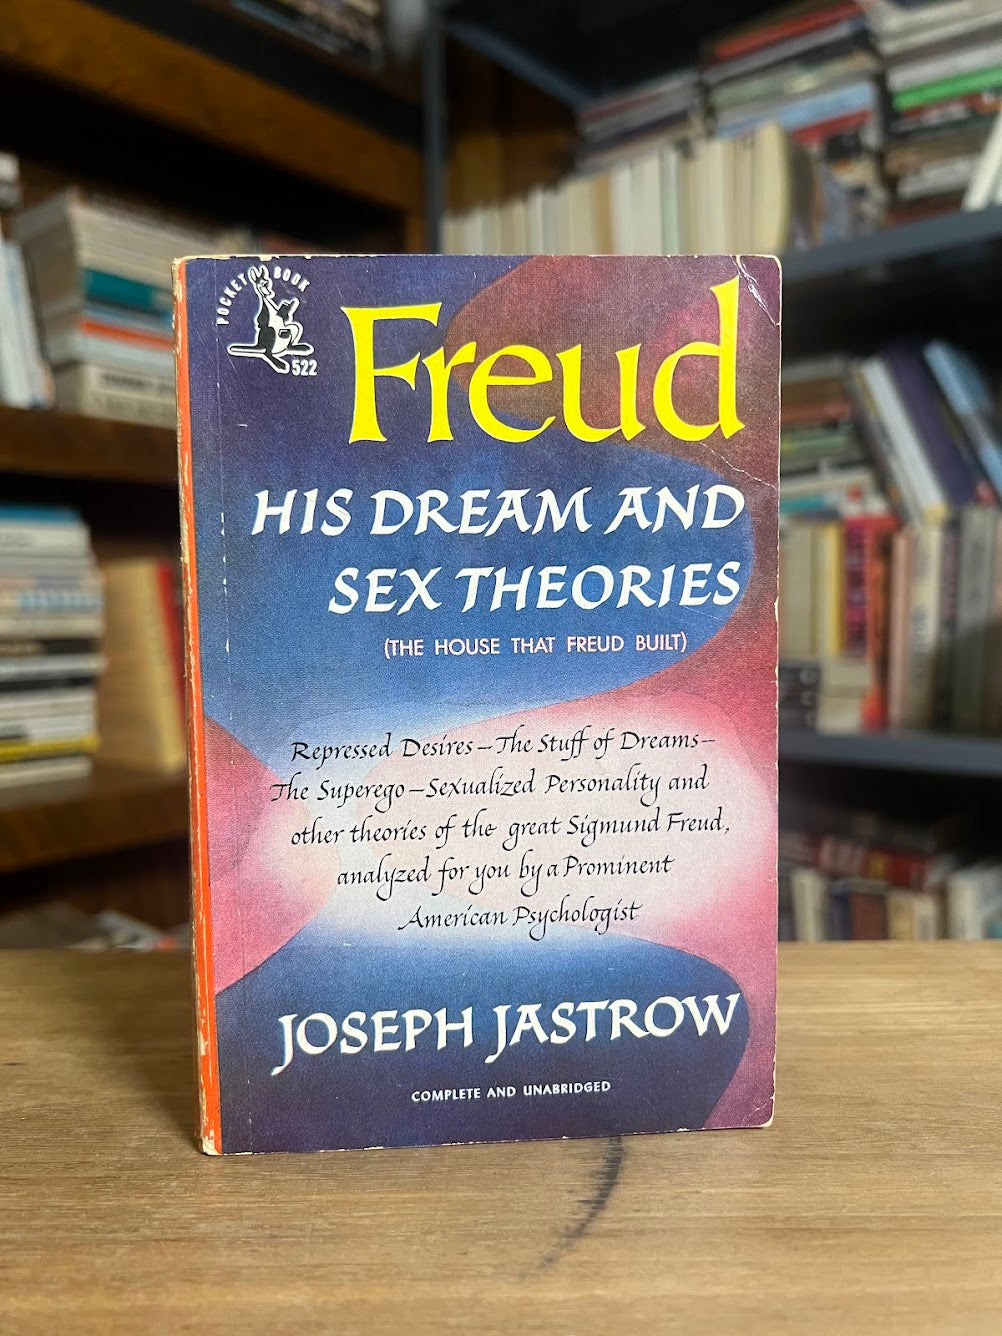 POCKET BOOK
522
Freud
HIS DREAM AND
SEX THEORIES
(THE HOUSE THAT FREUD BUILT)
Repressed Desires—The Stuff of Dreams—
The Superego—Sexualized Personality and
other theories of the great Sigmund Freud,
analyzed for you by a Prominent
American Psychologist
JOSEPH JASTROW
COMPLETE AND UNABRIDGED